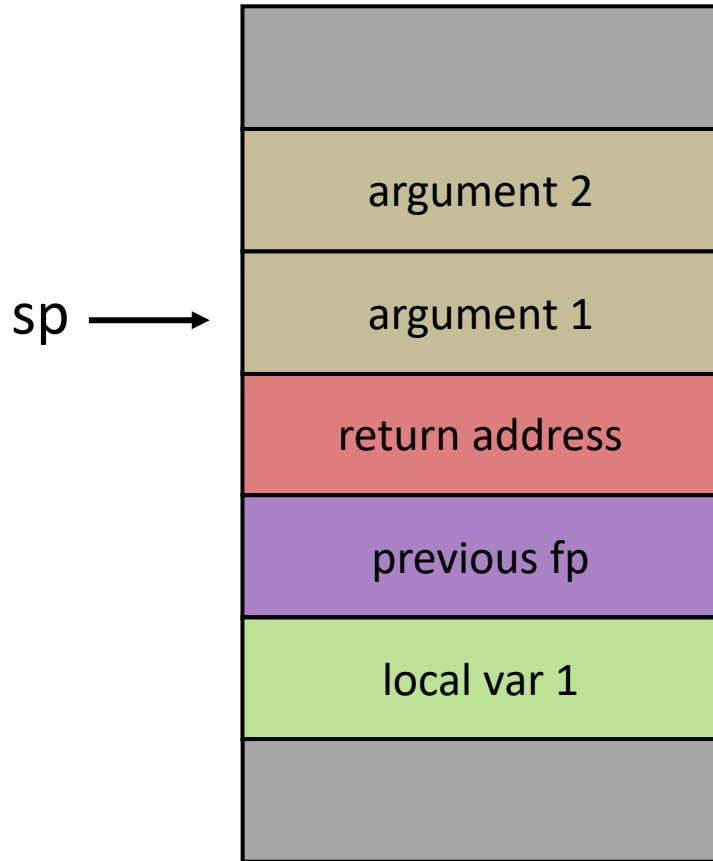 argument 2
sp
argument 1
return address
previous fp
local var 1